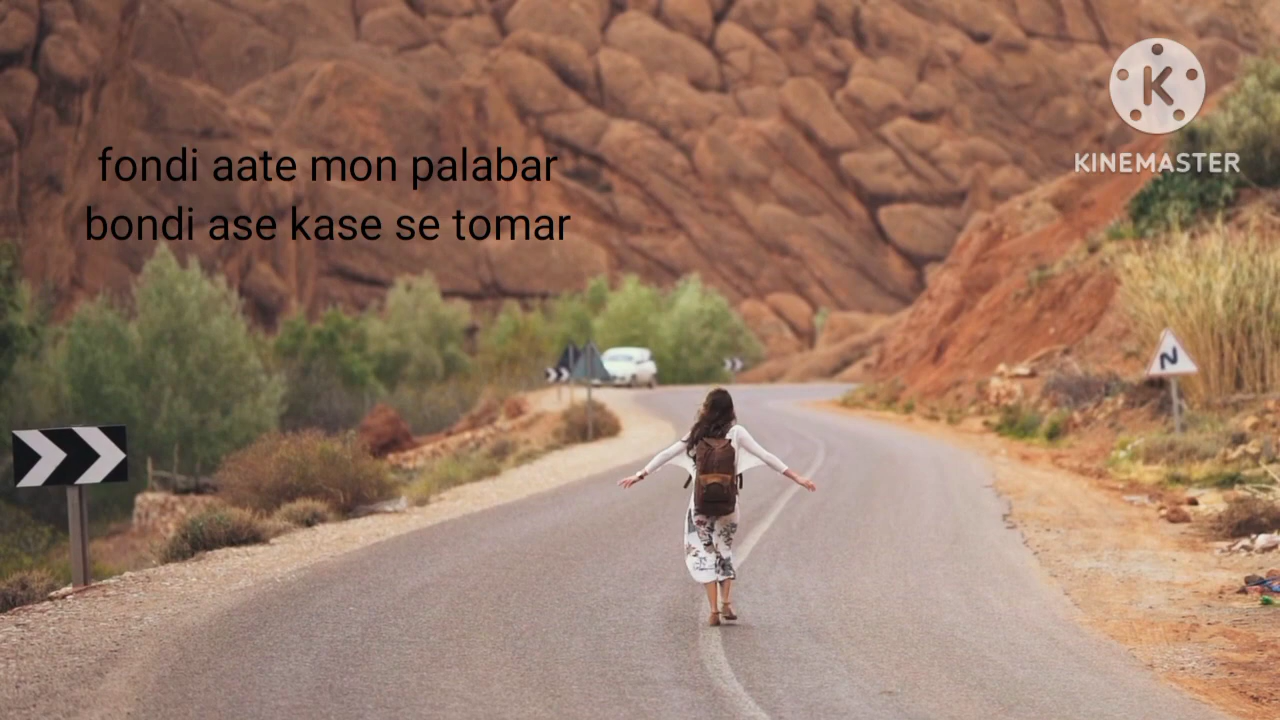 fondi aate mon palabar
bondi ase kase se tomar
K
KINEMASTER
N